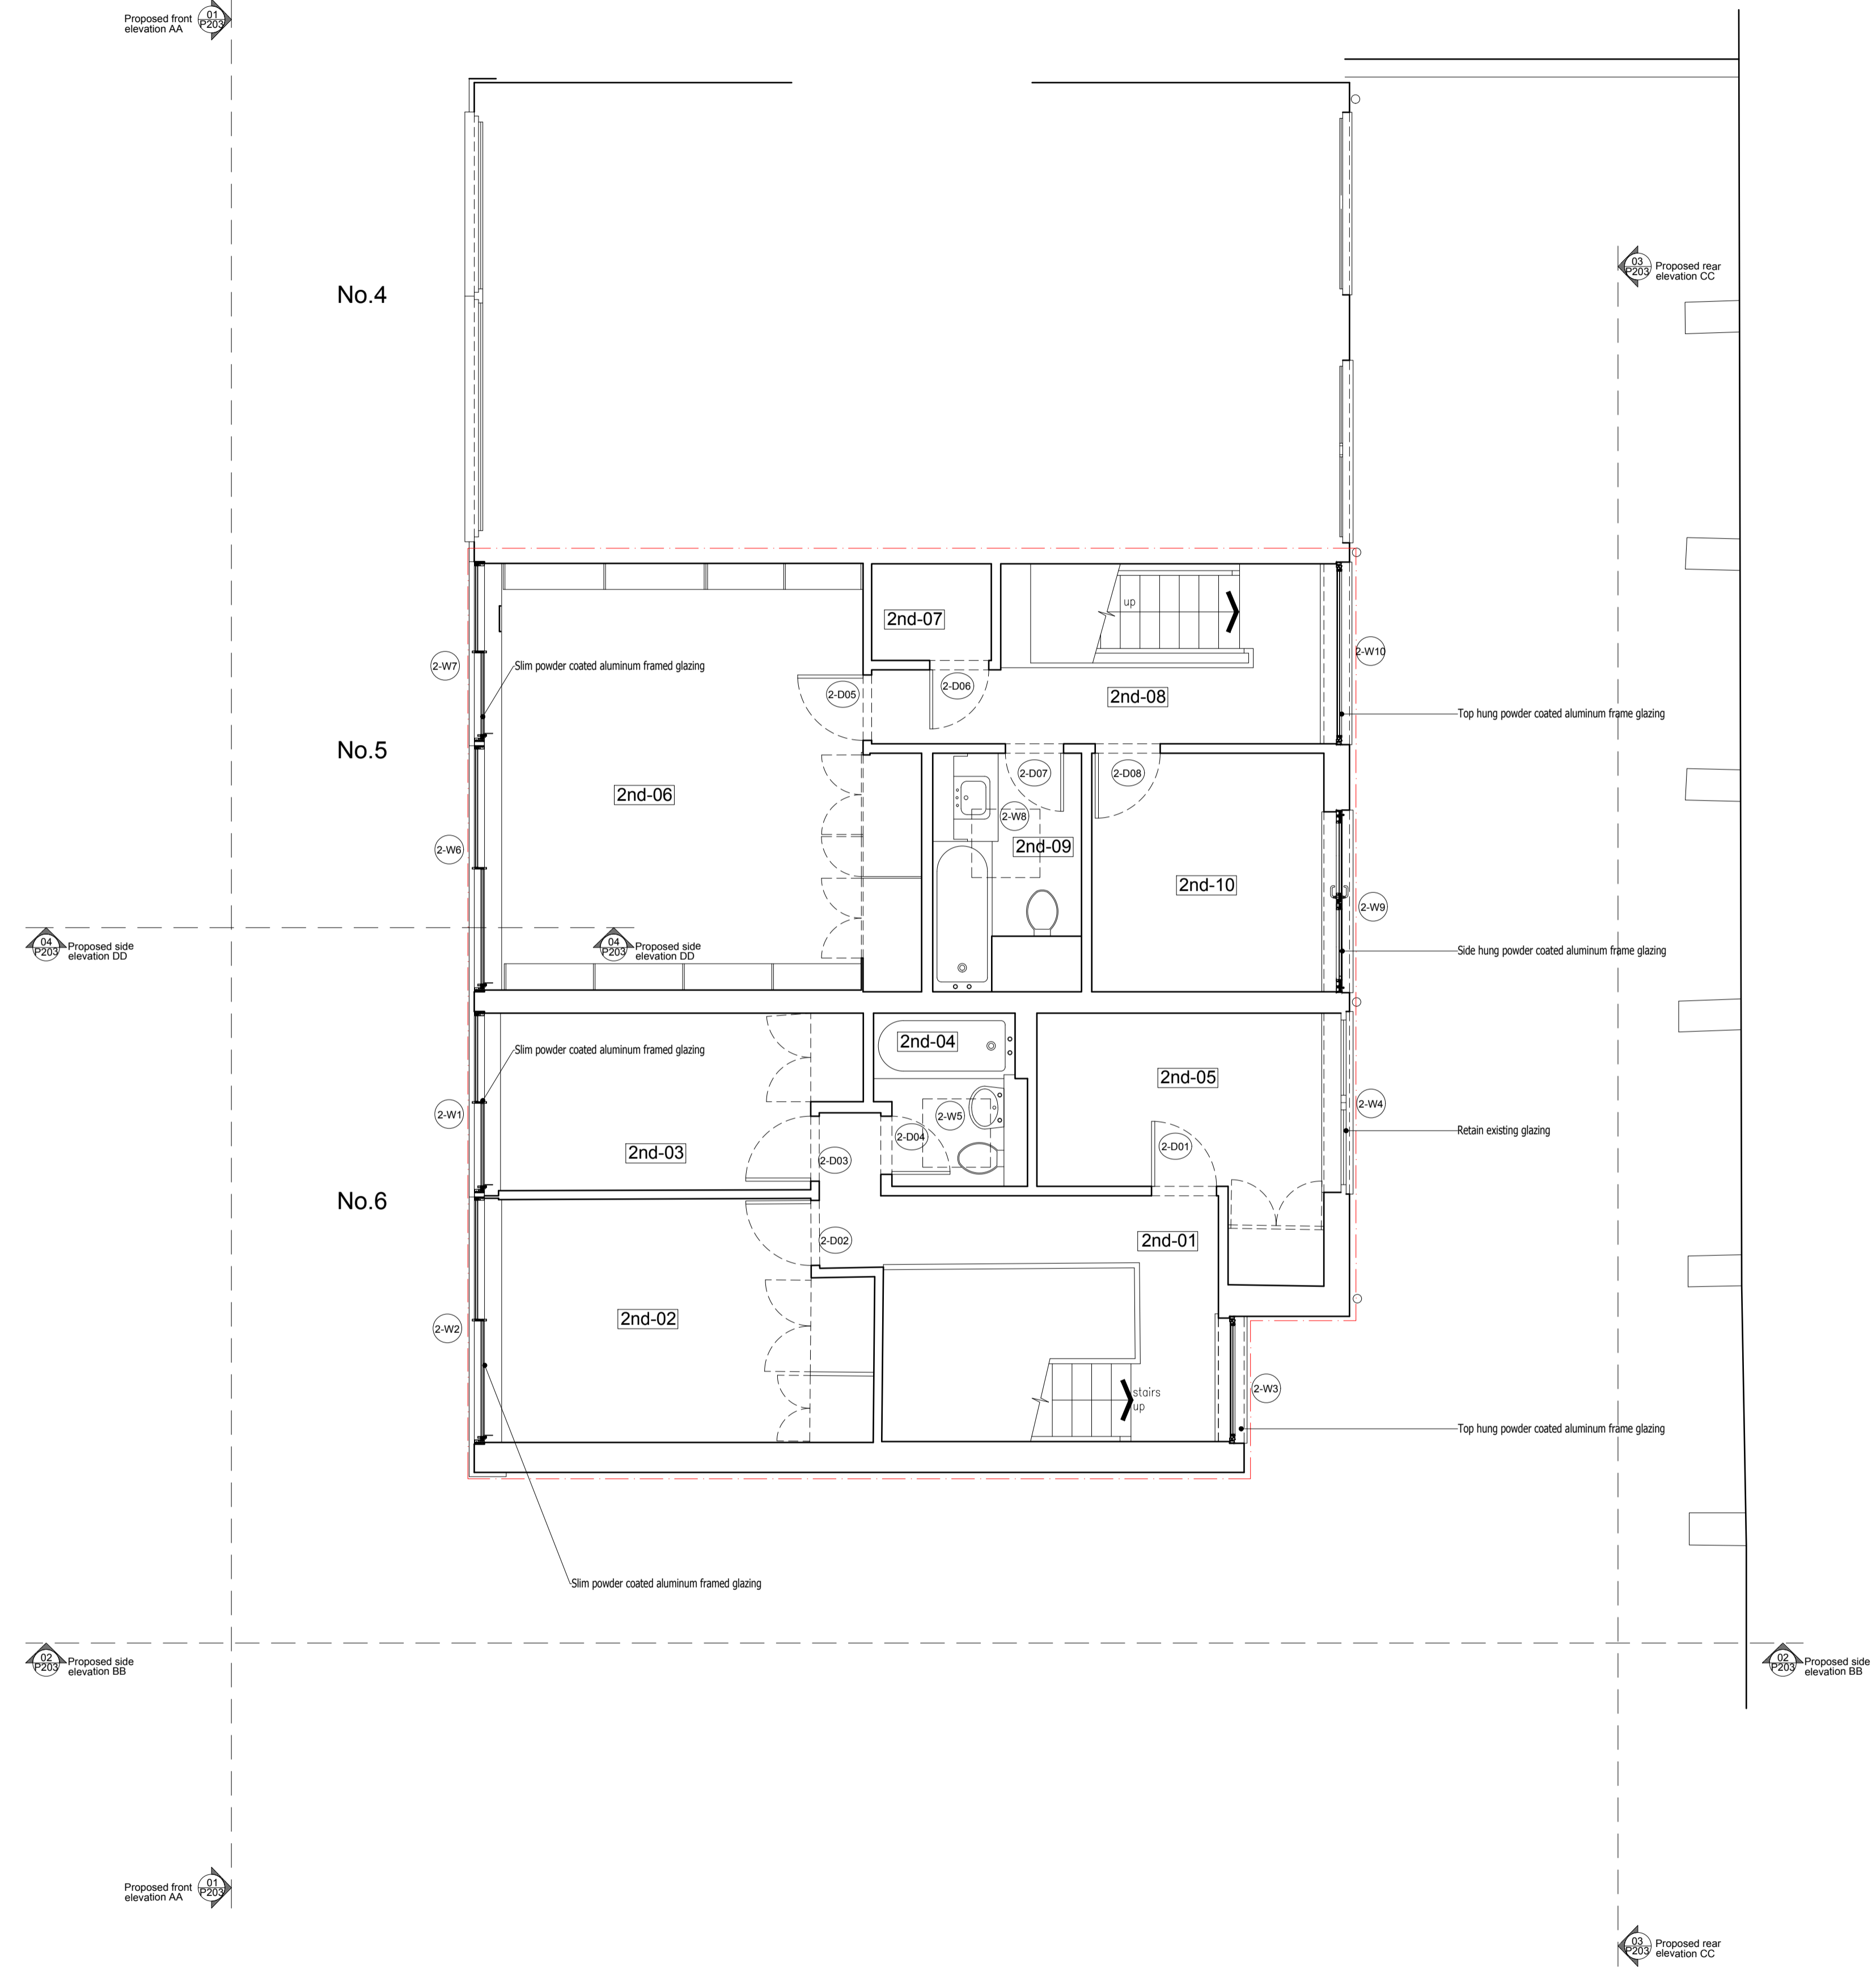 Proposed front
elevation AA
01
P203
No.4
03
P203
Proposed rear
elevation CC
2nd-07
up
2-W7
Slim powder coated aluminum framed glazing
2-D05
2-D06
2nd-08
2-W10
Top hung powder coated aluminum frame glazing
No.5
2-D07
2-D08
2nd-06
2-W8
2-W6
2nd-09
2nd-10
2-W9
04
P203
Proposed side
elevation DD
04
P203
Proposed side
elevation DD
Side hung powder coated aluminum frame glazing
2nd-04
Slim powder coated aluminum framed glazing
2nd-05
2-W1
2-W5
2-W4
2-D04
Retain existing glazing
2nd-03
2-D03
2-D01
No.6
2-D02
2nd-01
2nd-02
2-W2
2-W3
stairs
up
Top hung powder coated aluminum frame glazing
Slim powder coated aluminum framed glazing
02
P203
Proposed side
elevation BB
02
P203
Proposed side
elevation BB
Proposed front
elevation AA
01
P203
03
P203
Proposed rear
elevation CC